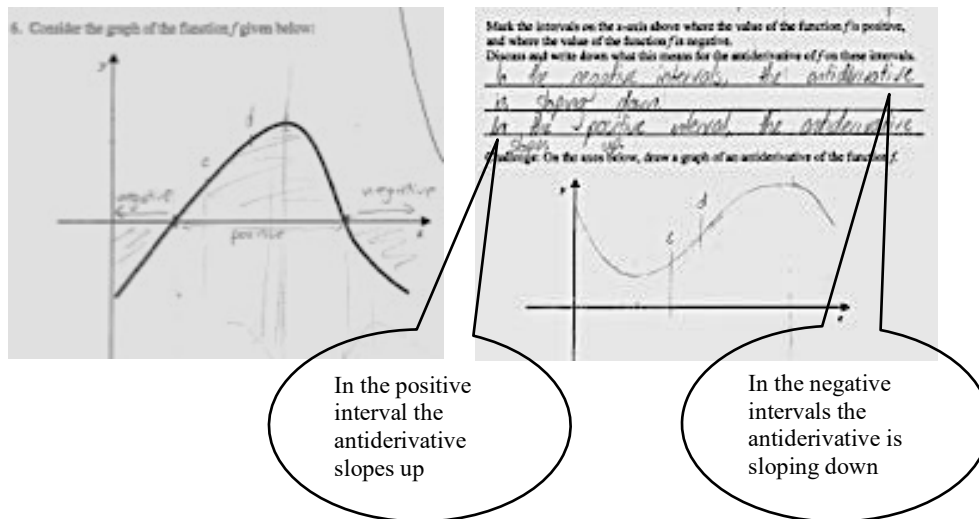 6. Consider the graph of the function f given below:
y
d
c
negative
negative
x
positive
Mark the intervals on the x-axis above where the value of the function f is positive,
and where the value of the function f is negative.
Discuss and write down what this means for the antiderivative of f on these intervals.
In the negative intervals, the antiderivative
is sloping down
In the positive interval, the antiderivative
slopes up
Challenge: On the axes below, draw a graph of an antiderivative of the function f.
y
d
c
x
In the positive
interval the
antiderivative
slopes up
In the negative
intervals the
antiderivative is
sloping down